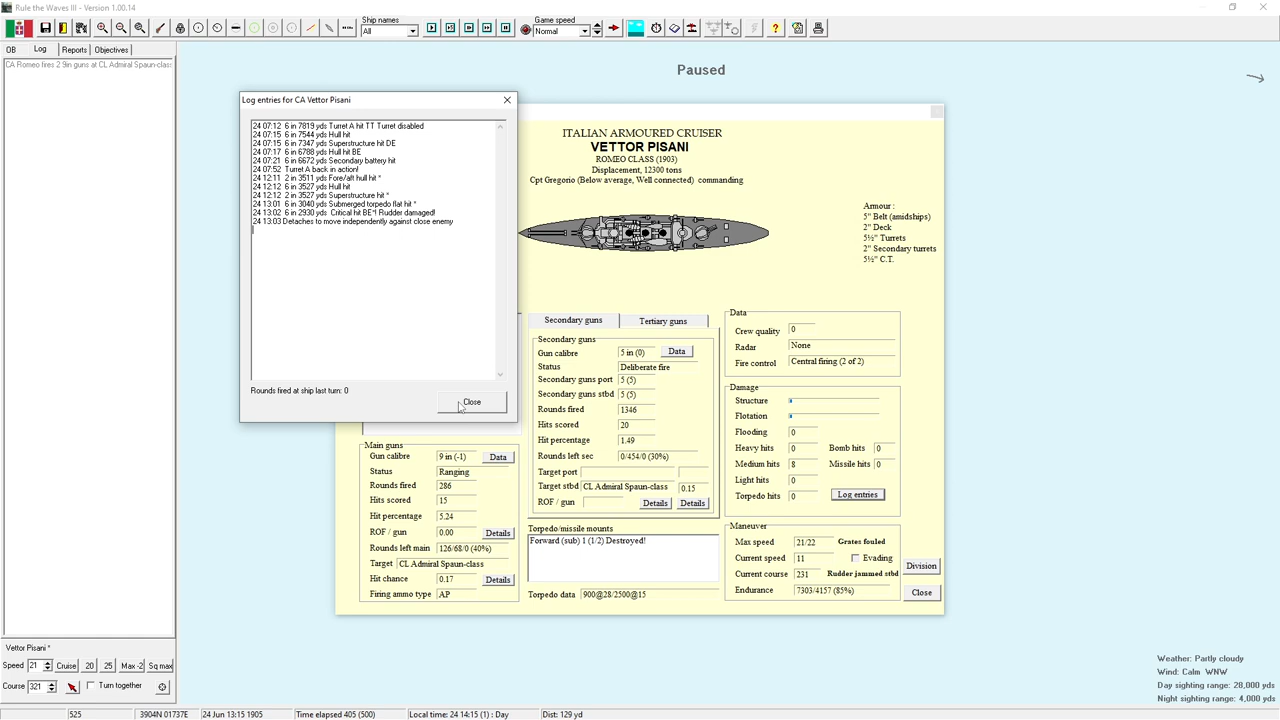 Rule the Waves III - Version 1.00.14
Ship names
All
Game speed
Normal
OB
Log
Reports
Objectives
CA Romeo fires 2 9in guns at CL Admiral Spaun-clas
Paused
Log entries for CA Vettor Pisani
24 07:12 6 in 7819 yds Turret A hit TT Turret disabled
24 07:15 6 in 7544 yds Hull hit
24 07:15 6 in 7347 yds Superstructure hit DE
24 07:17 6 in 6788 yds Hull hit BE
24 07:21 6 in 6672 yds Secondary battery hit
24 07:52 Turret A back in action!
24 12:11 2 in 3511 yds Fore/aft hull hit *
24 12:12 6 in 3527 yds Hull hit
24 12:12 2 in 3527 yds Superstructure hit *
24 13:01 6 in 3040 yds Submerged torpedo flat hit *
24 13:02 6 in 2930 yds Critical hit BE*! Rudder damaged!
24 13:03 Detaches to move independently against close enemy
Rounds fired at ship last turn: 0
Close
ITALIAN ARMOURED CRUISER
VETTOR PISANI
ROMEO CLASS (1903)
Displacement, 12300 tons
Cpt Gregorio (Below average, Well connected) commanding
Armour :
5" Belt (amidships)
2" Deck
5½" Turrets
2" Secondary turrets
5½" C.T.
Main guns
Gun calibre 9 in (-1) Data
Status Ranging
Rounds fired 286
Hits scored 15
Hit percentage 5.24
ROF / gun 0.00 Details
Rounds left main 126/68/0 (40%)
Target CL Admiral Spaun-class
Hit chance 0.17 Details
Firing ammo type AP
Secondary guns Tertiary guns
Secondary guns
Gun calibre 5 in (0) Data
Status Deliberate fire
Secondary guns port 5 (5)
Secondary guns stbd 5 (5)
Rounds fired 1346
Hits scored 20
Hit percentage 1.49
Rounds left sec 0/454/0 (30%)
Target port
Target stbd CL Admiral Spaun-class 0.15
ROF / gun Details Details
Torpedo/missile mounts
Forward (sub) 1 (1/2) Destroyed!
Torpedo data 900@28/2500@15
Data
Crew quality 0
Radar None
Fire control Central firing (2 of 2)
Damage
Structure
Flotation
Flooding 0
Heavy hits 0 Bomb hits 0
Medium hits 8 Missile hits 0
Light hits 0
Torpedo hits 0 Log entries
Maneuver
Max speed 21/22 Grates fouled
Current speed 11 Evading
Current course 231 Rudder jammed stbd
Endurance 7303/4157 (85%)
Division
Close
Vettor Pisani *
Speed 21 Cruise 20 25 Max -2 Sq max
Course 321 Turn together
Weather: Partly cloudy
Wind: Calm WNW
Day sighting range: 28,000 yds
Night sighting range: 4,000 yds
525 3904N 01737E 24 Jun 13:15 1905 Time elapsed 405 (500) Local time: 24 14:15 (1) : Day Dist: 129 yd